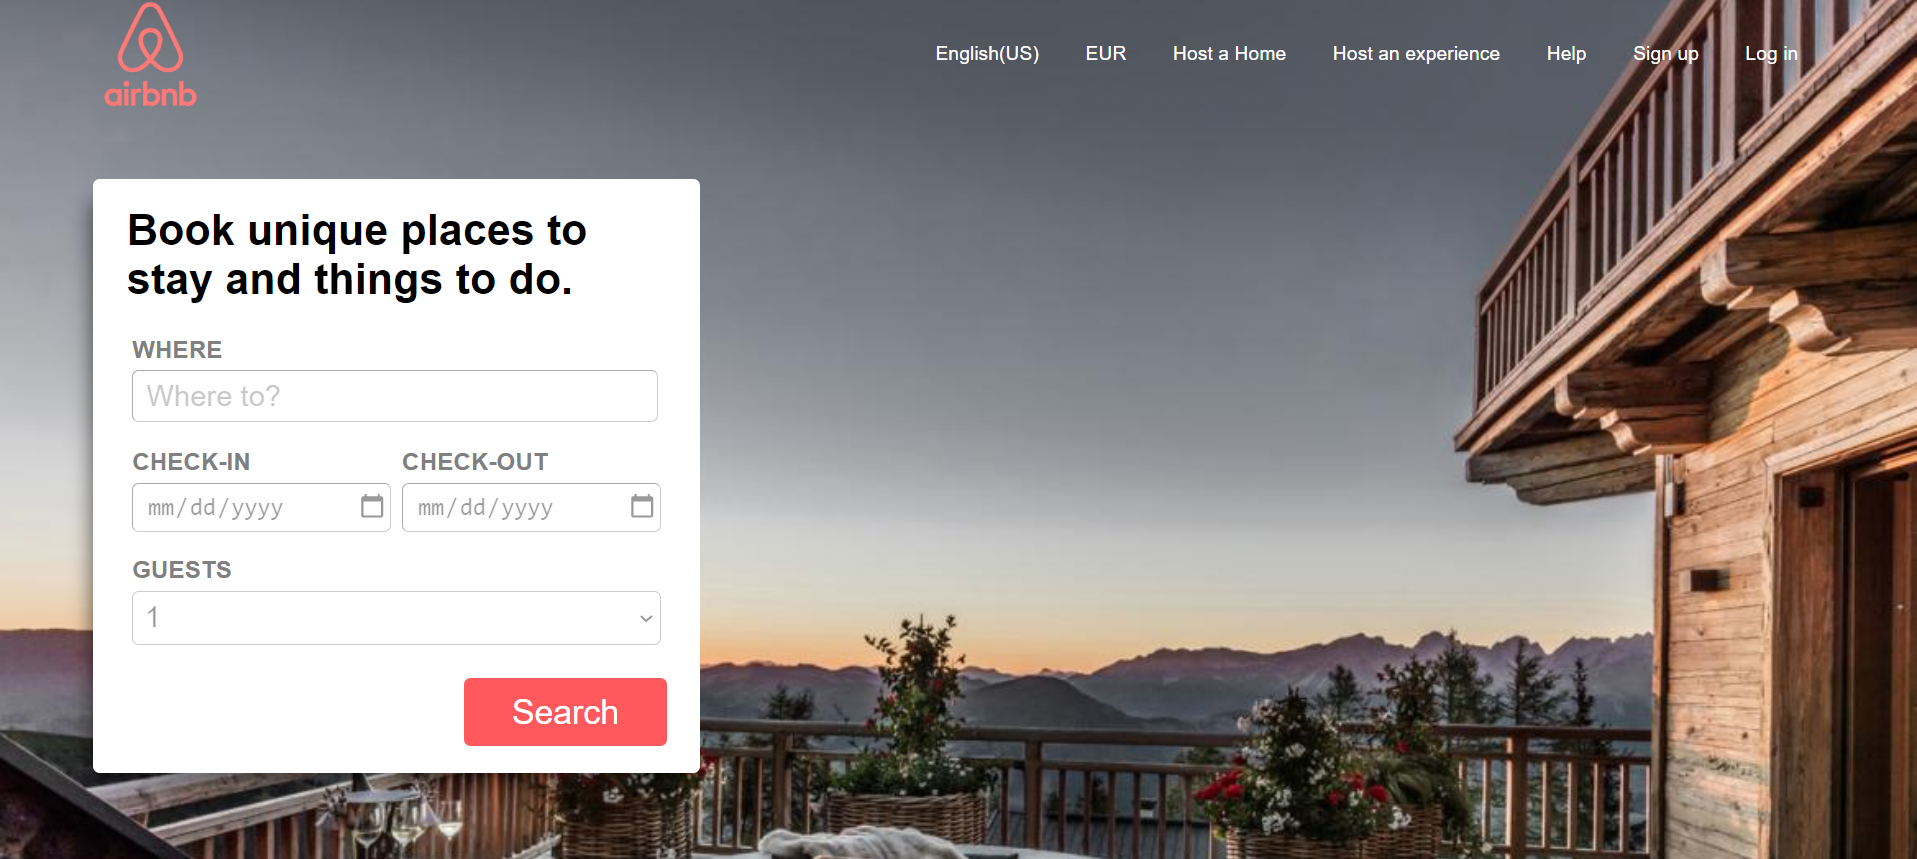 airbnb
English(US) EUR Host a Home Host an experience Help Sign up Log in
Book unique places to
stay and things to do.
WHERE
Where to?
CHECK-IN CHECK-OUT
mm/dd/yyyy mm/dd/yyyy
GUESTS
1
Search